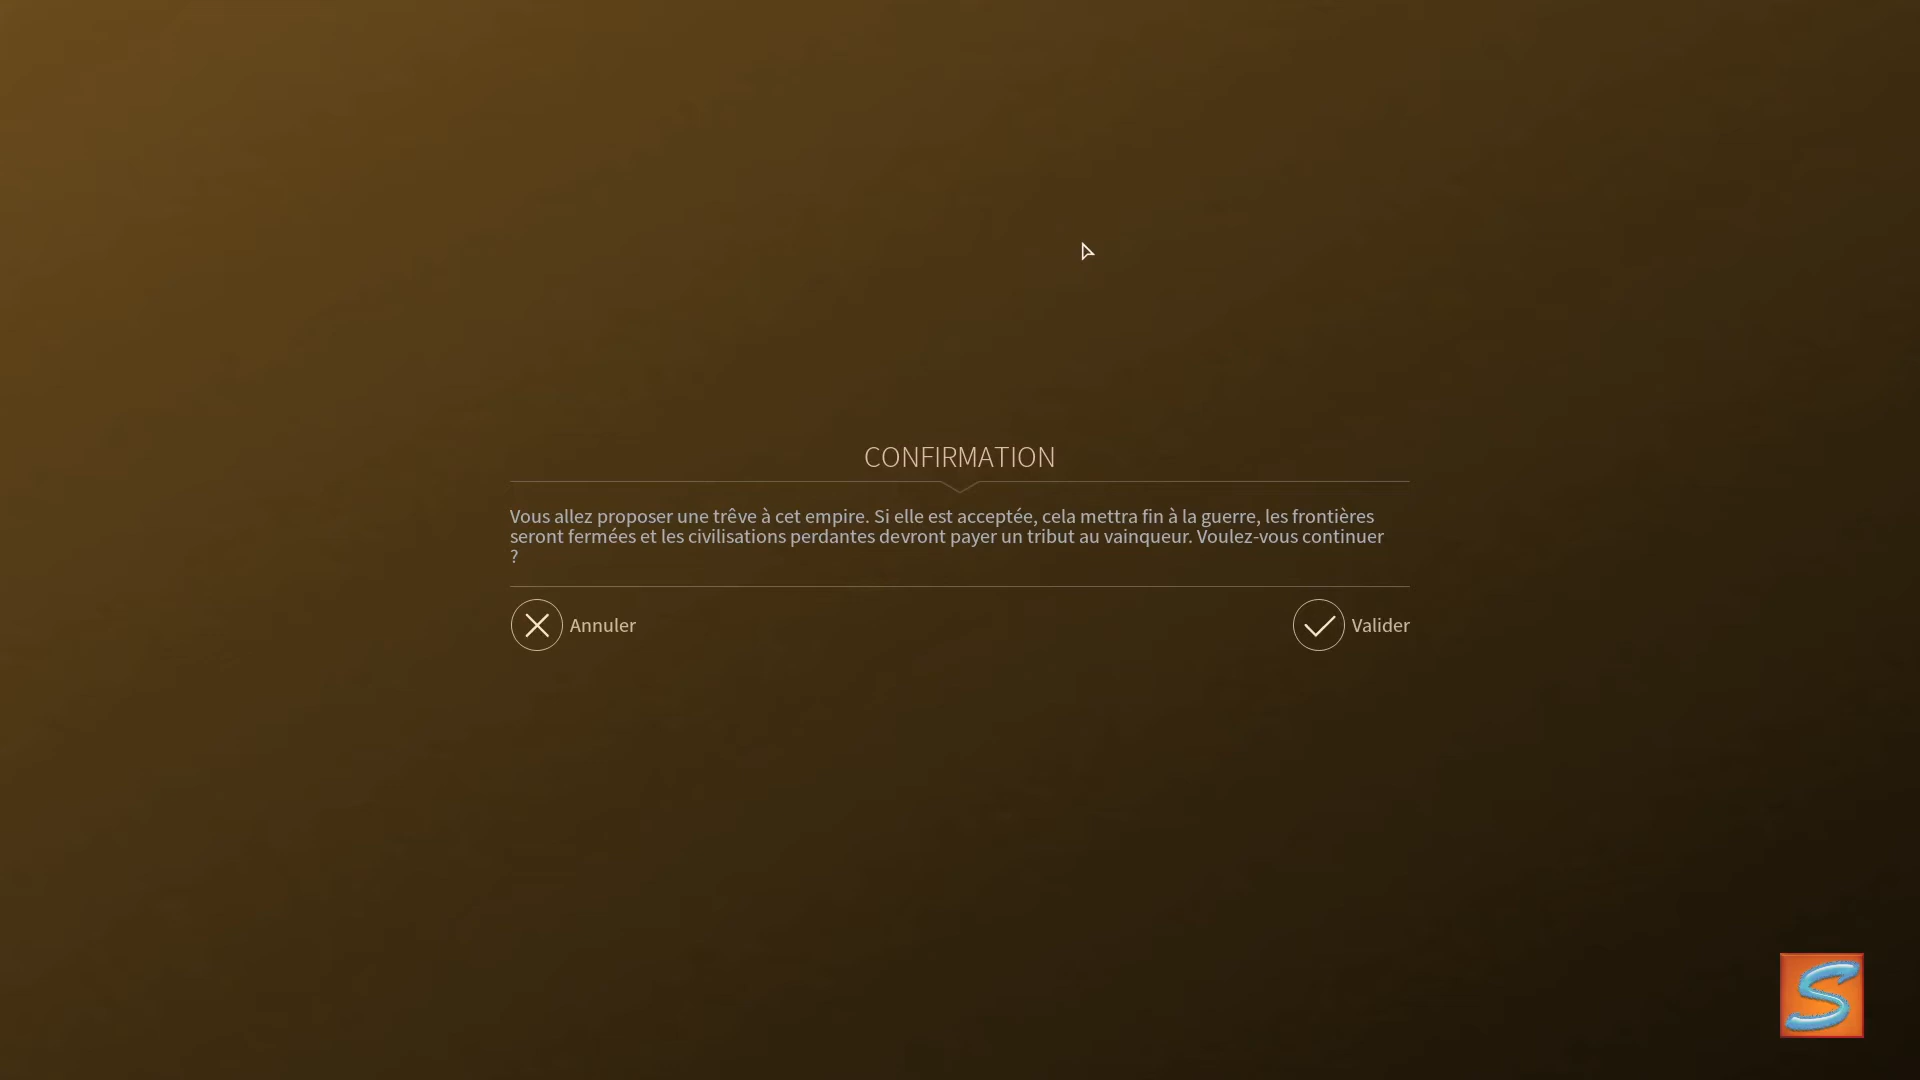 CONFIRMATION
Vous allez proposer une trêve à cet empire. Si elle est acceptée, cela mettra fin à la guerre, les frontières
seront fermées et les civilisations perdantes devront payer un tribut au vainqueur. Voulez-vous continuer
?
Annuler
Valider
S